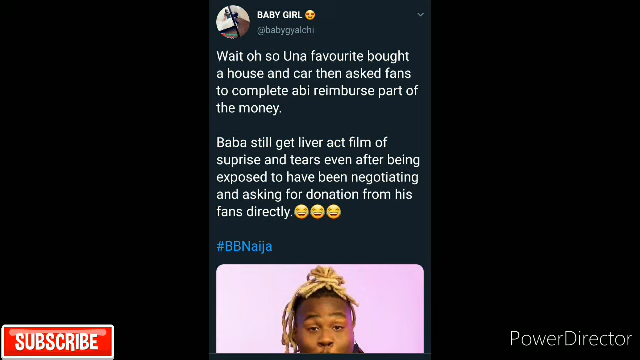 BABY GIRL
@babygyalchi
Wait oh so Una favourite bought
a house and car then asked fans
to complete abi reimburse part of
the money.
Baba still get liver act film of
suprise and tears even after being
exposed to have been negotiating
and asking for donation from his
fans directly.😂😂😂
#BBNaija
SUBSCRIBE
PowerDirector